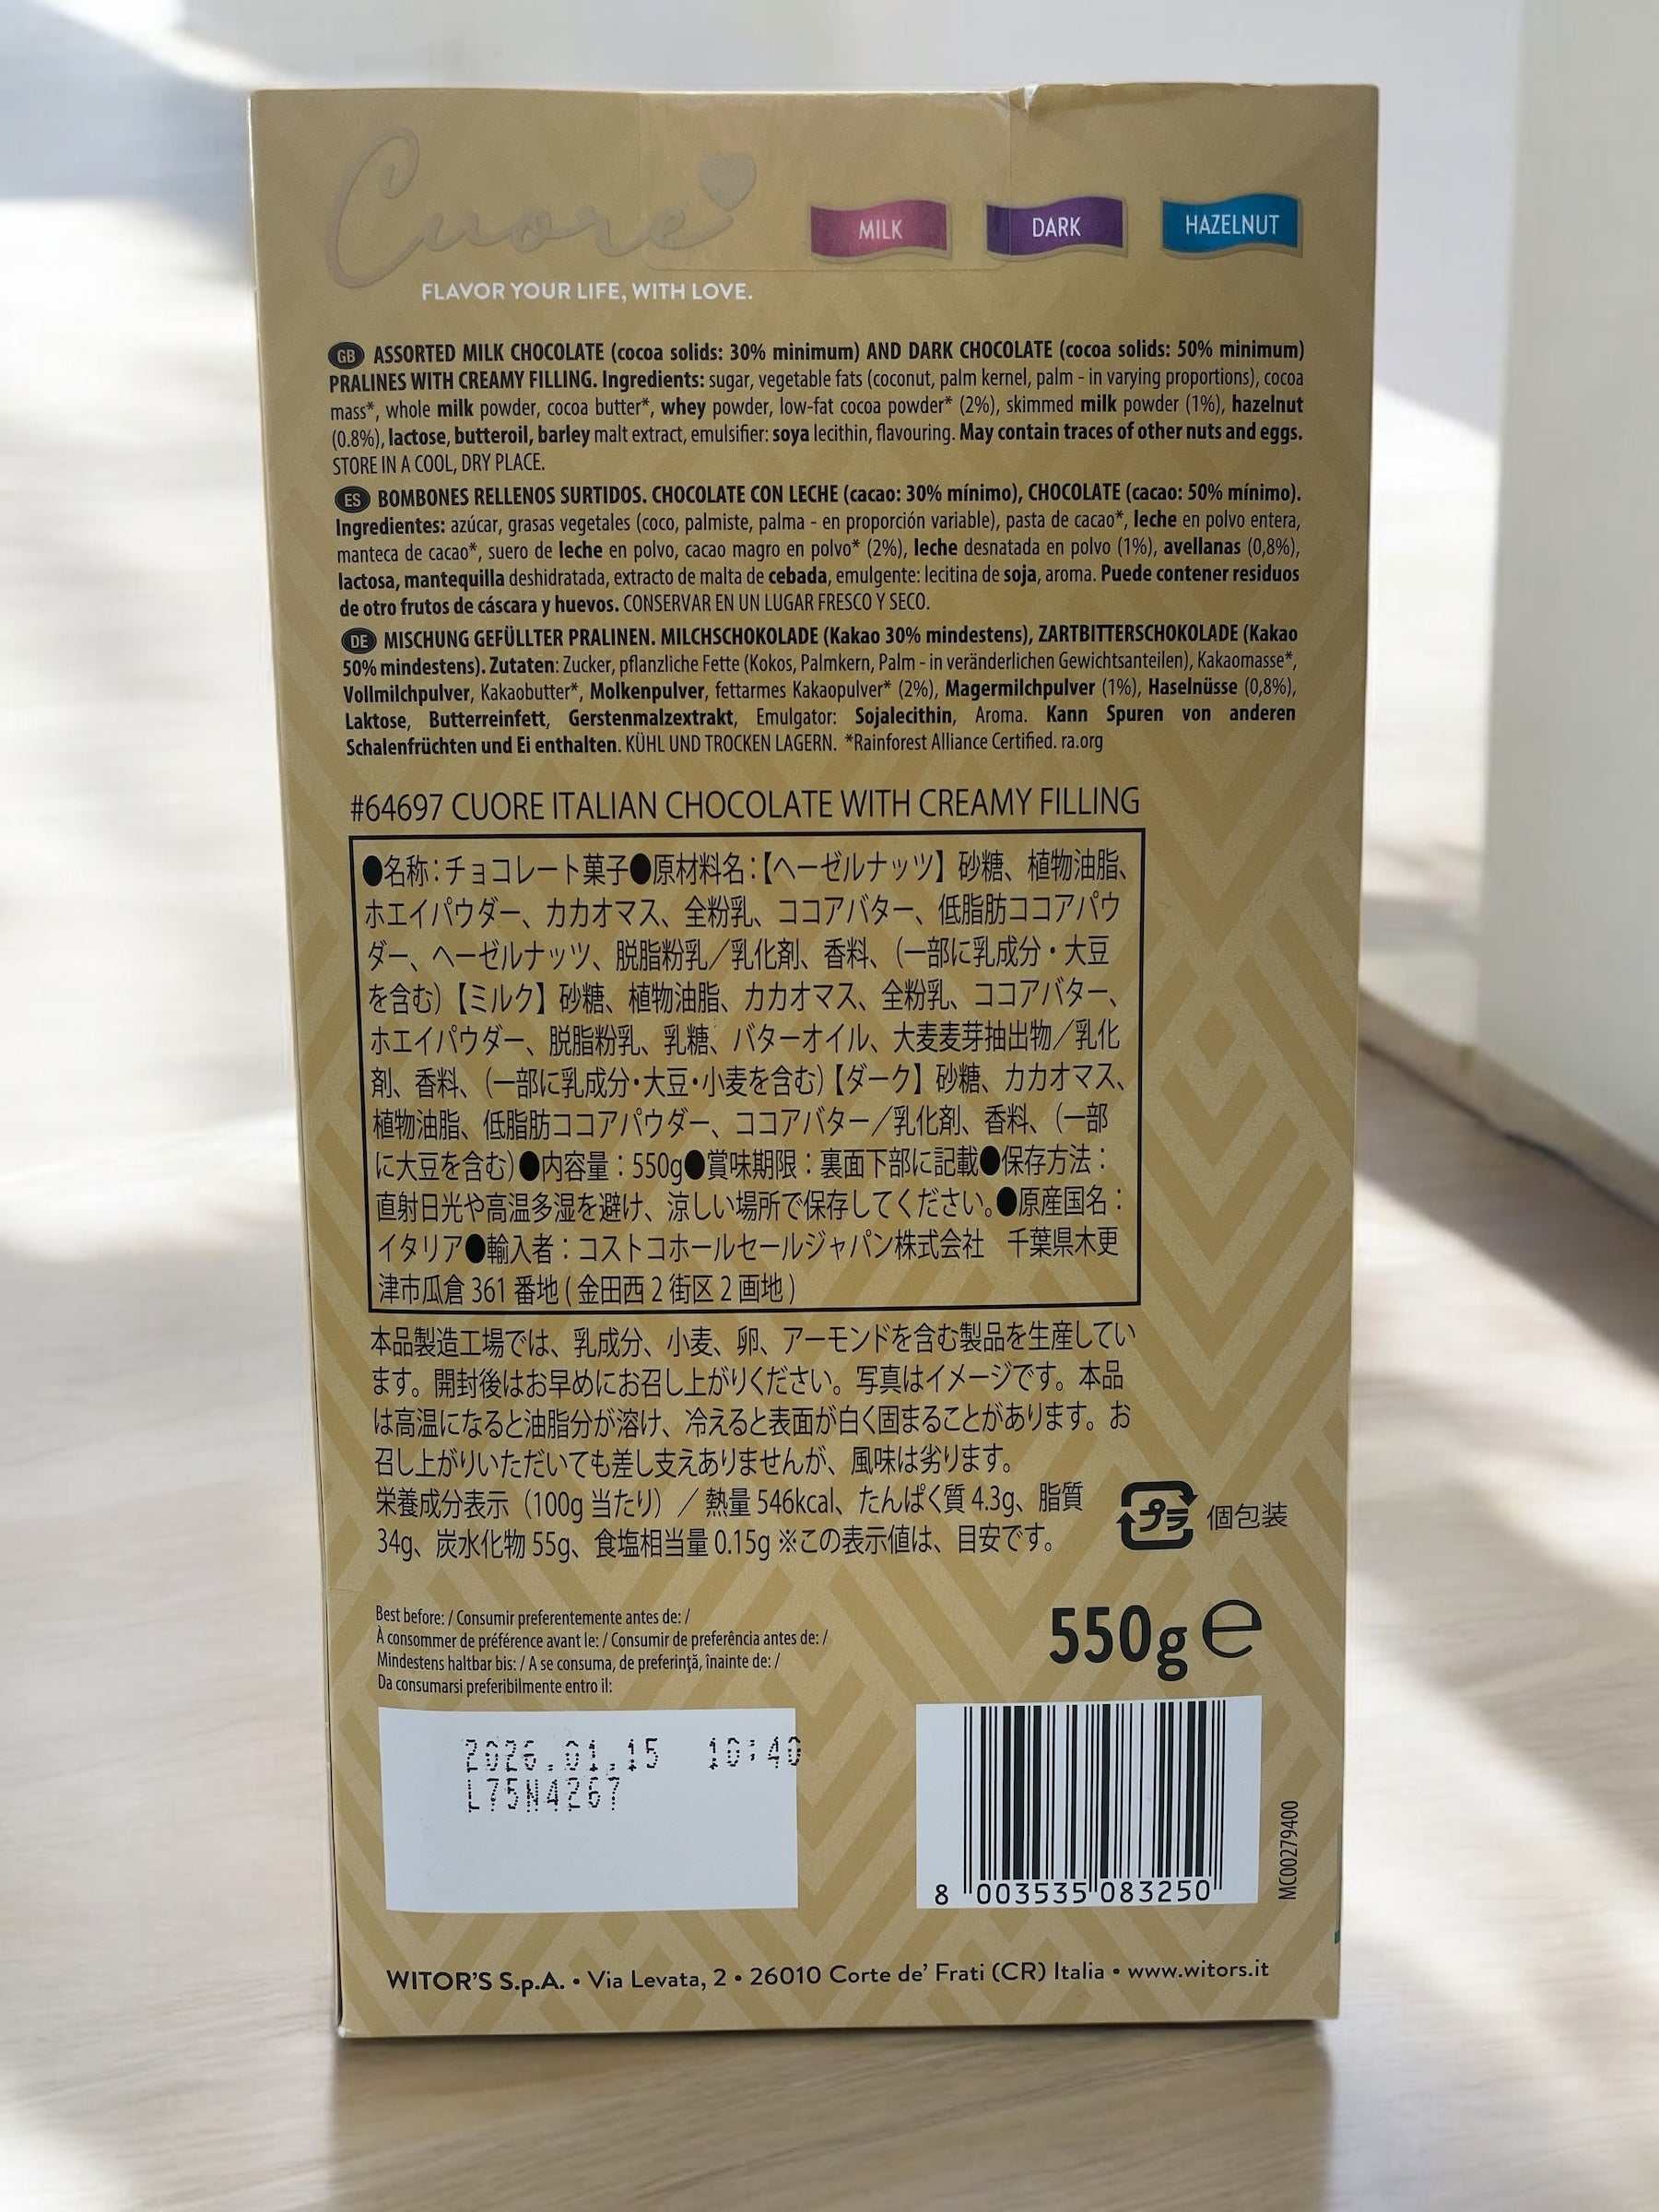 Cuore
FLAVOR YOUR LIFE, WITH LOVE.
MILK
DARK
HAZELNUT
GB ASSORTED MILK CHOCOLATE (cocoa solids: 30% minimum) AND DARK CHOCOLATE (cocoa solids: 50% minimum)
PRALINES WITH CREAMY FILLING. Ingredients: sugar, vegetable fats (coconut, palm kernel, palm - in varying proportions), cocoa
mass*, whole milk powder, cocoa butter*, whey powder, low-fat cocoa powder* (2%), skimmed milk powder (1%), hazelnut
(0.8%), lactose, butteroil, barley malt extract, emulsifier: soya lecithin, flavouring. May contain traces of other nuts and eggs.
STORE IN A COOL, DRY PLACE.
ES BOMBONES RELLENOS SURTIDOS. CHOCOLATE CON LECHE (cacao: 30% mínimo), CHOCOLATE (cacao: 50% mínimo).
Ingredientes: azúcar, grasas vegetales (coco, palmiste, palma - en proporción variable), pasta de cacao*, leche en polvo entera,
manteca de cacao*, suero de leche en polvo, cacao magro en polvo* (2%), leche desnatada en polvo (1%), avellanas (0,8%),
lactosa, mantequilla deshidratada, extracto de malta de cebada, emulgente: lecitina de soja, aroma. Puede contener residuos
de otro frutos de cáscara y huevos. CONSERVAR EN UN LUGAR FRESCO Y SECO.
DE MISCHUNG GEFÜLLTER PRALINEN. MILCHSCHOKOLADE (Kakao 30% mindestens), ZARTBITTERSCHOKOLADE (Kakao
50% mindestens). Zutaten: Zucker, pflanzliche Fette (Kokos, Palmkern, Palm - in veränderlichen Gewichtsanteilen), Kakaomasse*,
Vollmilchpulver, Kakaobutter*, Molkenpulver, fettarmes Kakaopulver* (2%), Magermilchpulver (1%), Haselnüsse (0,8%),
Laktose, Butterreinfett, Gerstenmalzextrakt, Emulgator: Sojalecithin, Aroma. Kann Spuren von anderen
Schalenfrüchten und Ei enthalten. KÜHL UND TROCKEN LAGERN. *Rainforest Alliance Certified. ra.org
#64697 CUORE ITALIAN CHOCOLATE WITH CREAMY FILLING
●名称：チョコレート菓子●原材料名：【ヘーゼルナッツ】砂糖、植物油脂、
ホエイパウダー、カカオマス、全粉乳、ココアバター、低脂肪ココアパウ
ダー、ヘーゼルナッツ、脱脂粉乳／乳化剤、香料、（一部に乳成分・大豆
を含む）【ミルク】砂糖、植物油脂、カカオマス、全粉乳、ココアバター、
ホエイパウダー、脱脂粉乳、乳糖、バターオイル、大麦麦芽抽出物／乳化
剤、香料、（一部に乳成分・大豆・小麦を含む）【ダーク】砂糖、カカオマス、
植物油脂、低脂肪ココアパウダー、ココアバター／乳化剤、香料、（一部
に大豆を含む）●内容量：550g●賞味期限：裏面下部に記載●保存方法：
直射日光や高温多湿を避け、涼しい場所で保存してください。●原産国名：
イタリア●輸入者：コストコホールセールジャパン株式会社　千葉県木更
津市瓜倉 361 番地 ( 金田西 2 街区 2 画地 )
本品製造工場では、乳成分、小麦、卵、アーモンドを含む製品を生産してい
ます。開封後はお早めにお召し上がりください。写真はイメージです。本品
は高温になると油脂分が溶け、冷えると表面が白く固まることがあります。お
召し上がりいただいても差し支えありませんが、風味は劣ります。
栄養成分表示（100g 当たり）／熱量 546kcal、たんぱく質 4.3g、脂質
34g、炭水化物 55g、食塩相当量 0.15g ※この表示値は、目安です。
プラ 個包装
Best before: / Consumir preferentemente antes de: /
À consommer de préférence avant le: / Consumir de preferência antes de: /
Mindestens haltbar bis: / A se consuma, de preferinţă, înainte de: /
Da consumarsi preferibilmente entro il:
550g e
2026.01.15 10:40
L75N4267
8 003535 083250
MC00279400
WITOR'S S.p.A. • Via Levata, 2 • 26010 Corte de' Frati (CR) Italia • www.witors.it